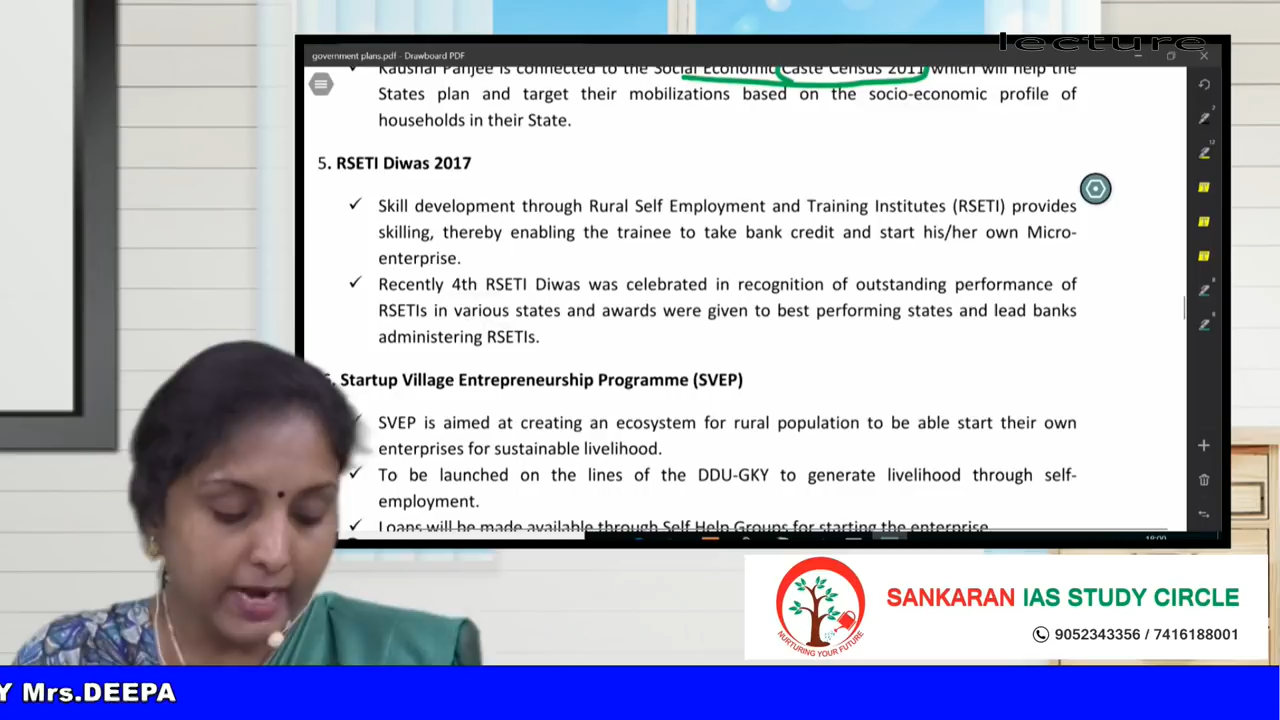 lecture
government plans.pdf - Drawboard PDF
Kaushal Panjee is connected to the Social Economic Caste Census 2011 which will help the
States plan and target their mobilizations based on the socio-economic profile of
households in their State.
5. RSETI Diwas 2017
✓ Skill development through Rural Self Employment and Training Institutes (RSETI) provides
skilling, thereby enabling the trainee to take bank credit and start his/her own Micro-
enterprise.
✓ Recently 4th RSETI Diwas was celebrated in recognition of outstanding performance of
RSETIs in various states and awards were given to best performing states and lead banks
administering RSETIs.
Startup Village Entrepreneurship Programme (SVEP)
SVEP is aimed at creating an ecosystem for rural population to be able start their own
enterprises for sustainable livelihood.
✓ To be launched on the lines of the DDU-GKY to generate livelihood through self-
employment.
✓ Loans will be made available through Self Help Groups for starting the enterprise
18:00
SANKARAN IAS STUDY CIRCLE
NURTURING YOUR FUTURE
9052343356 / 7416188001
Y Mrs.DEEPA